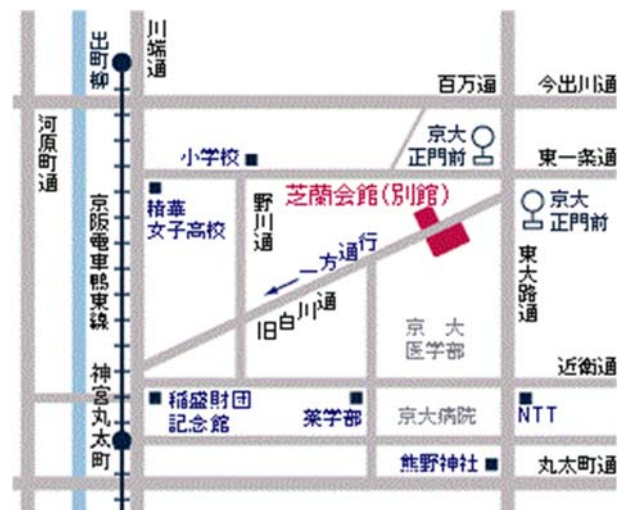 出町柳
川端通
百万遍
今出川通
河原町通
小学校
京大
正門前
東一条通
椿華
女子高校
野川通
芝蘭会館(別館)
京大
正門前
京阪電車鴨東線
一方通行
旧白川通
東大路通
京大
医学部
近衛通
神宮丸太町
稲盛財団
記念館
薬学部
京大病院
NTT
熊野神社
丸太町通